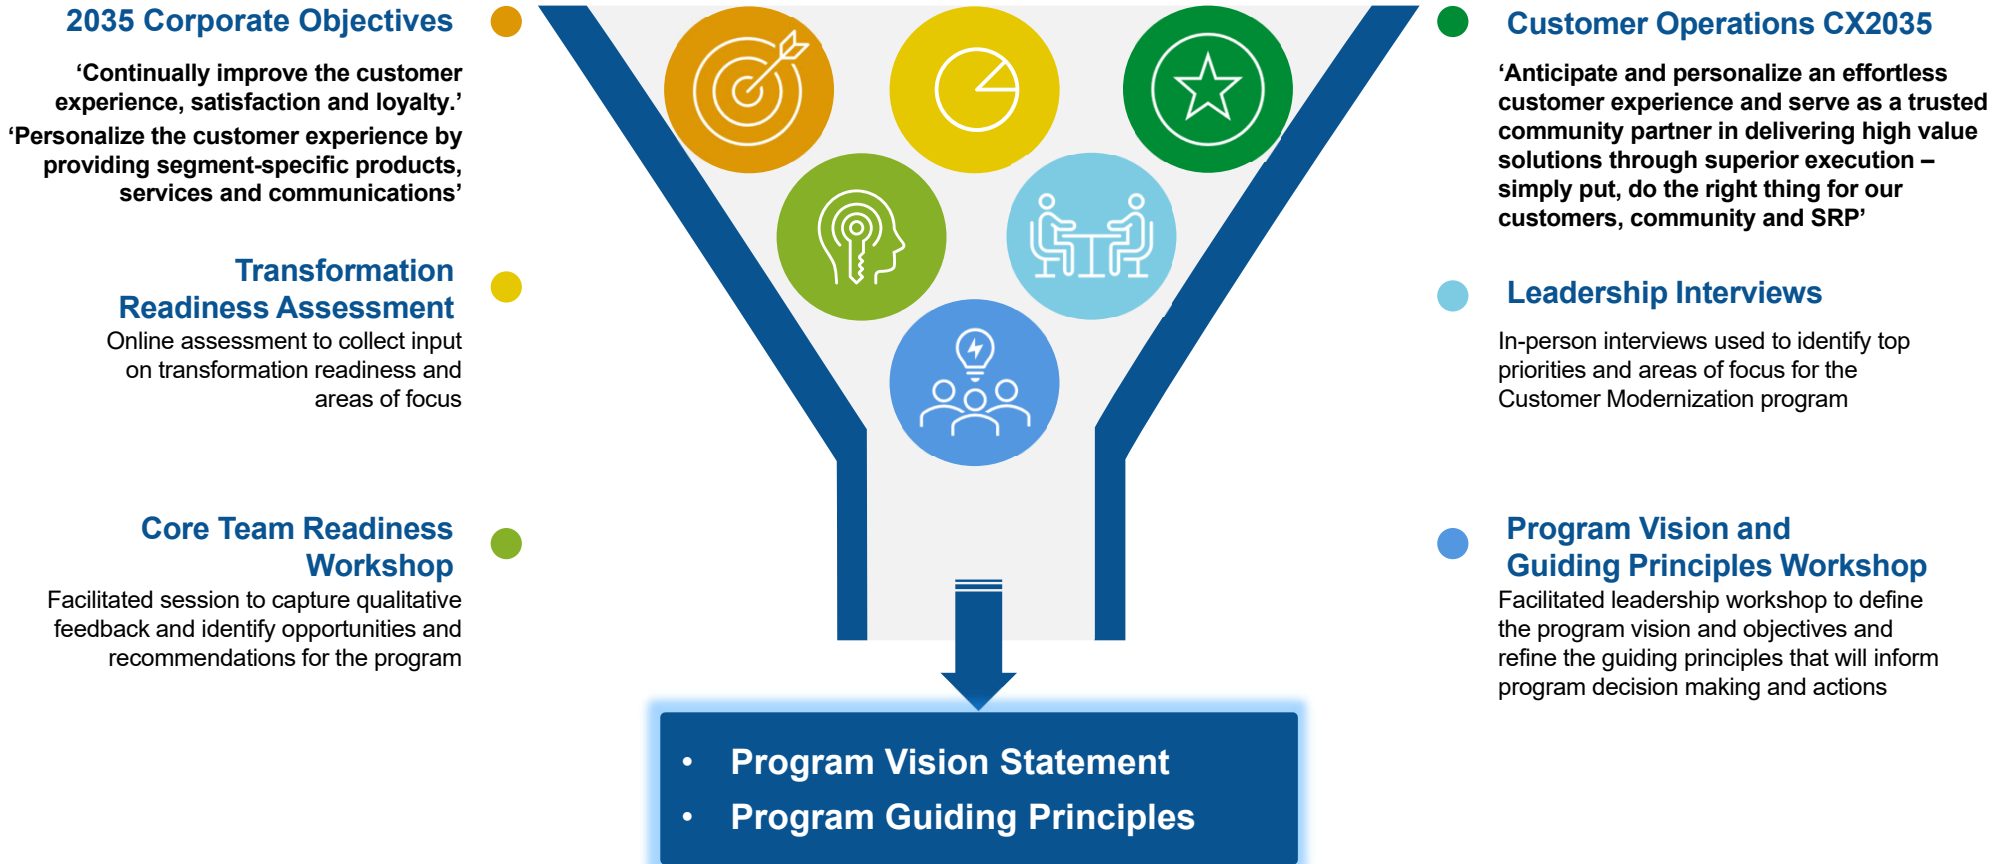 2035 Corporate Objectives
‘Continually improve the customer
experience, satisfaction and loyalty.’
‘Personalize the customer experience by
providing segment-specific products,
services and communications’
Transformation
Readiness Assessment
Online assessment to collect input
on transformation readiness and
areas of focus
Core Team Readiness
Workshop
Facilitated session to capture qualitative
feedback and identify opportunities and
recommendations for the program
Customer Operations CX2035
‘Anticipate and personalize an effortless
customer experience and serve as a trusted
community partner in delivering high value
solutions through superior execution –
simply put, do the right thing for our
customers, community and SRP’
Leadership Interviews
In-person interviews used to identify top
priorities and areas of focus for the
Customer Modernization program
Program Vision and
Guiding Principles Workshop
Facilitated leadership workshop to define
the program vision and objectives and
refine the guiding principles that will inform
program decision making and actions
• Program Vision Statement
• Program Guiding Principles